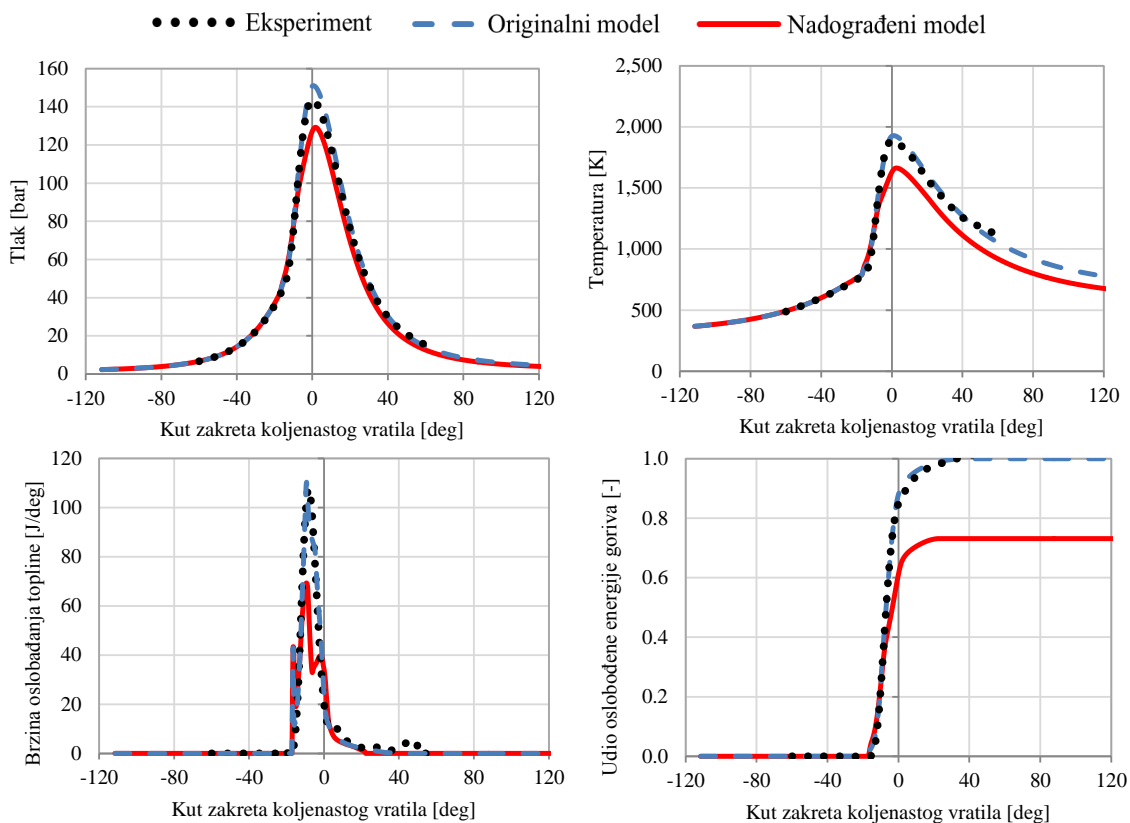 Eksperiment Originalni model Nadograđeni model
160
140
120
100
80
60
40
20
0
-120 -80 -40 0 40 80 120
Tlak [bar]
Kut zakreta koljenastog vratila [deg]
2,500
2,000
1,500
1,000
500
0
-120 -80 -40 0 40 80 120
Temperatura [K]
Kut zakreta koljenastog vratila [deg]
120
100
80
60
40
20
0
-120 -80 -40 0 40 80 120
Brzina oslobađanja topline [J/deg]
Kut zakreta koljenastog vratila [deg]
1.0
0.8
0.6
0.4
0.2
0.0
-120 -80 -40 0 40 80 120
Udio oslobođene energije goriva [-]
Kut zakreta koljenastog vratila [deg]